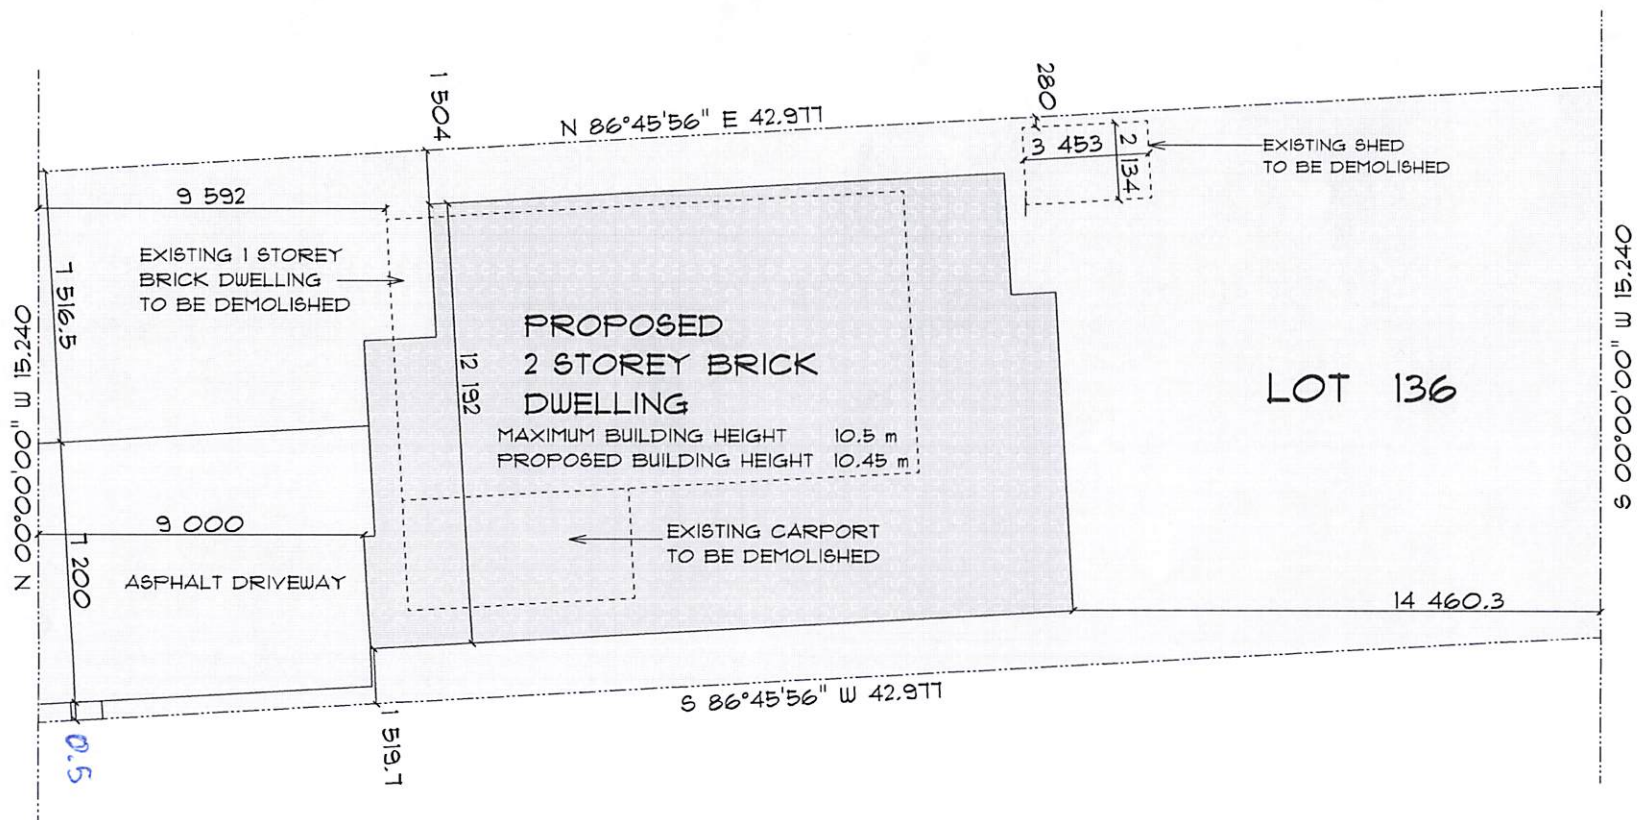 1 504
N 86°45'56" E 42.977
280
3 453
2 134
EXISTING SHED
TO BE DEMOLISHED
9 592
EXISTING 1 STOREY
BRICK DWELLING
TO BE DEMOLISHED
7 516.5
N 00°00'00" W 15.240
S 00°00'00" W 15.240
PROPOSED
2 STOREY BRICK
DWELLING
MAXIMUM BUILDING HEIGHT 10.5 m
PROPOSED BUILDING HEIGHT 10.45 m
12 192
LOT 136
9 000
7 200
ASPHALT DRIVEWAY
EXISTING CARPORT
TO BE DEMOLISHED
14 460.3
S 86°45'56" W 42.977
1 519.7
0.5